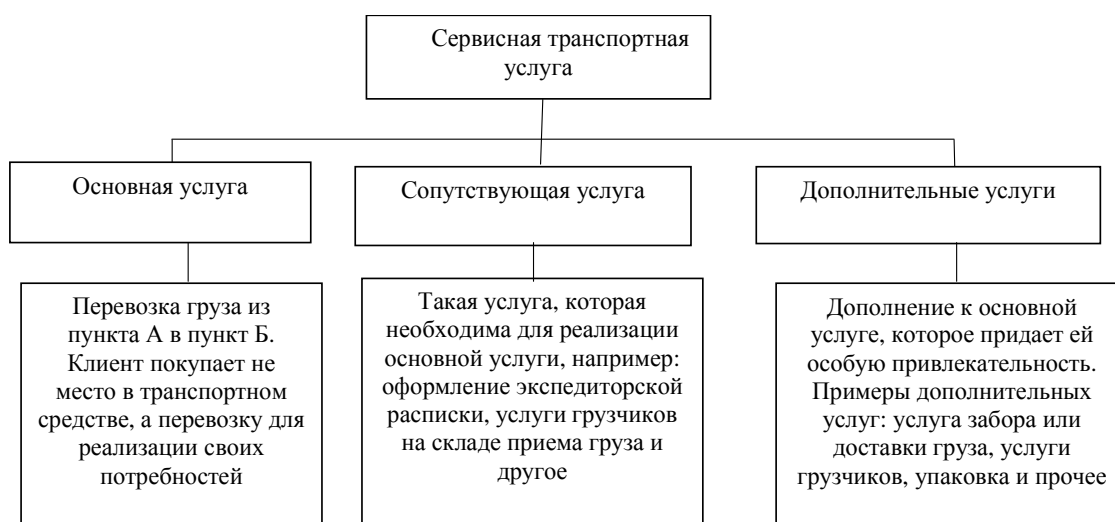 Сервисная транспортная
услуга
Основная услуга
Сопутствующая услуга
Дополнительные услуги
Перевозка груза из
пункта А в пункт Б.
Клиент покупает не
место в транспортном
средстве, а перевозку для
реализации своих
потребностей
Такая услуга, которая
необходима для реализации
основной услуги, например:
оформление экспедиторской
расписки, услуги грузчиков
на складе приема груза и
другое
Дополнение к основной
услуге, которое придает ей
особую привлекательность.
Примеры дополнительных
услуг: услуга забора или
доставки груза, услуги
грузчиков, упаковка и прочее